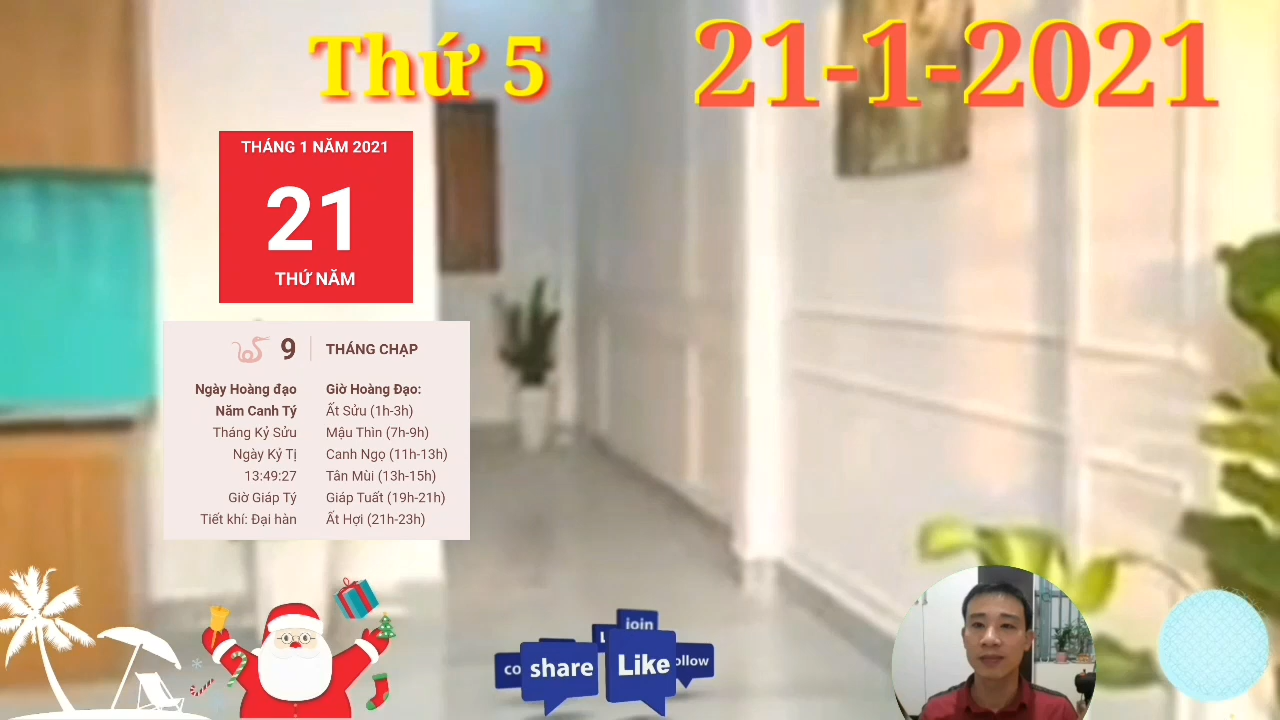 Thứ 5
21-1-2021
THÁNG 1 NĂM 2021
21
THỨ NĂM
9
THÁNG CHẠP
Ngày Hoàng đạo
Năm Canh Tý
Tháng Kỷ Sửu
Ngày Kỷ Tị
13:49:27
Giờ Giáp Tý
Tiết khí: Đại hàn
Giờ Hoàng Đạo:
Ất Sửu (1h-3h)
Mậu Thìn (7h-9h)
Canh Ngọ (11h-13h)
Tân Mùi (13h-15h)
Giáp Tuất (19h-21h)
Ất Hợi (21h-23h)
join
share
Like
ollow